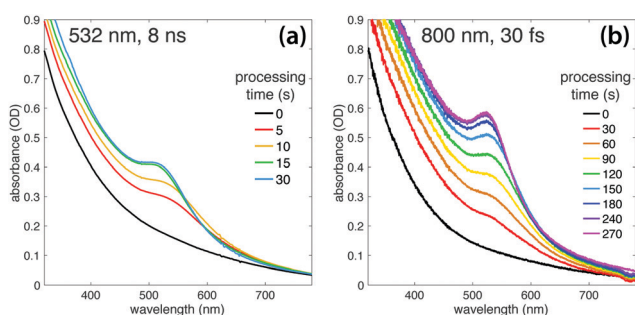 532 nm, 8 ns (a)
processing
time (s)
0
5
10
15
30
absorbance (OD)
0.9
0.8
0.7
0.6
0.5
0.4
0.3
0.2
0.1
0
400 500 600 700
wavelength (nm)
800 nm, 30 fs (b)
processing
time (s)
0
30
60
90
120
150
180
240
270
absorbance (OD)
0.9
0.8
0.7
0.6
0.5
0.4
0.3
0.2
0.1
0
400 500 600 700
wavelength (nm)